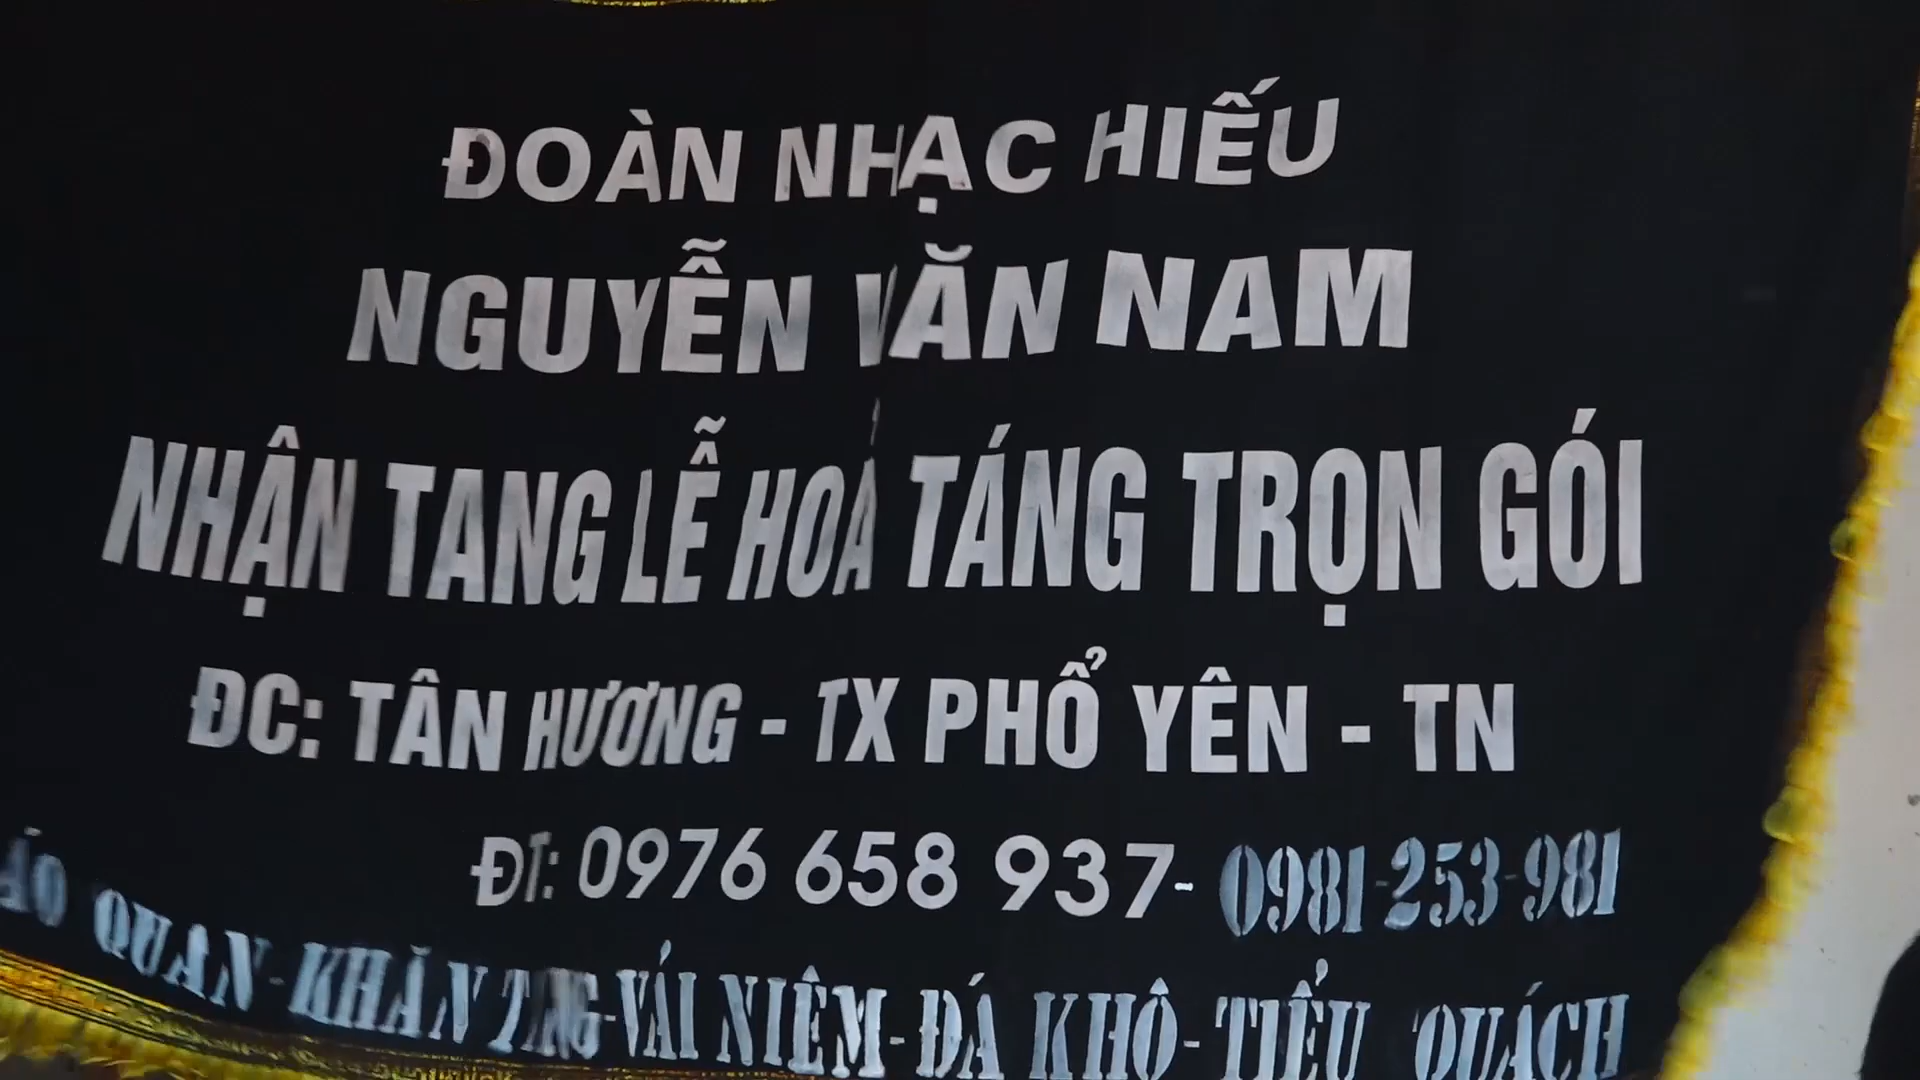 ĐOÀN NHẠC HIẾU
NGUYỄN VĂN NAM
NHẬN TANG LỄ HOẢ TÁNG TRỌN GÓI
ĐC: TÂN HƯƠNG - TX PHỔ YÊN - TN
ĐT: 0976 658 937- 0981-253-981
ÁO QUAN-KHĂN TANG-VẢI NIỆM-ĐÁ KHÔ-TIỂU QUÁCH